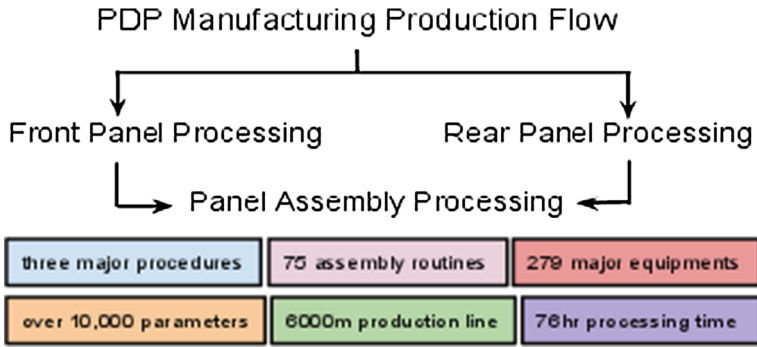 PDP Manufacturing Production Flow
Front Panel Processing
Rear Panel Processing
Panel Assembly Processing
three major procedures
75 assembly routines
279 major equipments
over 10,000 parameters
6000m production line
76hr processing time